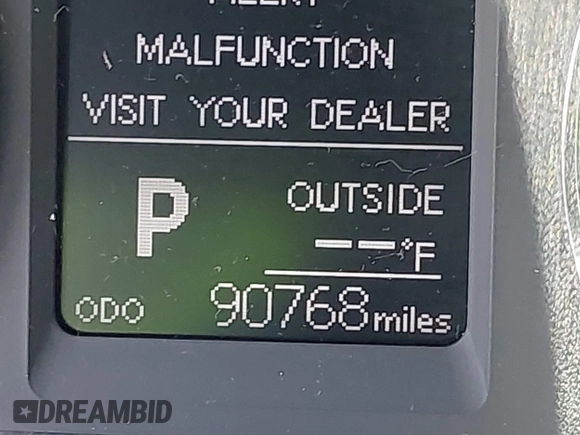 MALFUNCTION
VISIT YOUR DEALER
P
OUTSIDE
--°F
ODO 90768 miles
DREAMBID